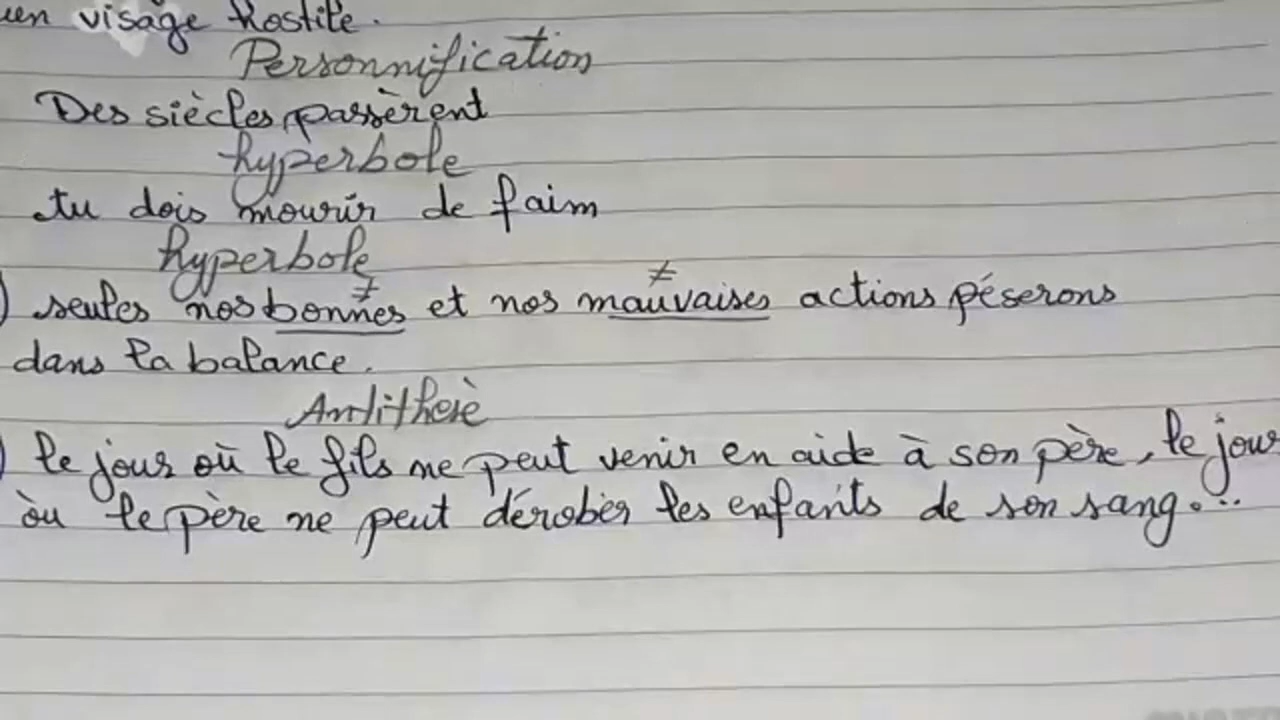 un visage hostile.
Personnification
Des siècles passèrent
hyperbole
tu dois mourir de faim
hyperbole
≠ ≠
) seules nos bonnes et nos mauvaises actions péserons
dans la balance.
Antithèse
) le jour où le fils ne peut venir en aide à son père, le jour
où le père ne peut dérober les enfants de son sang...